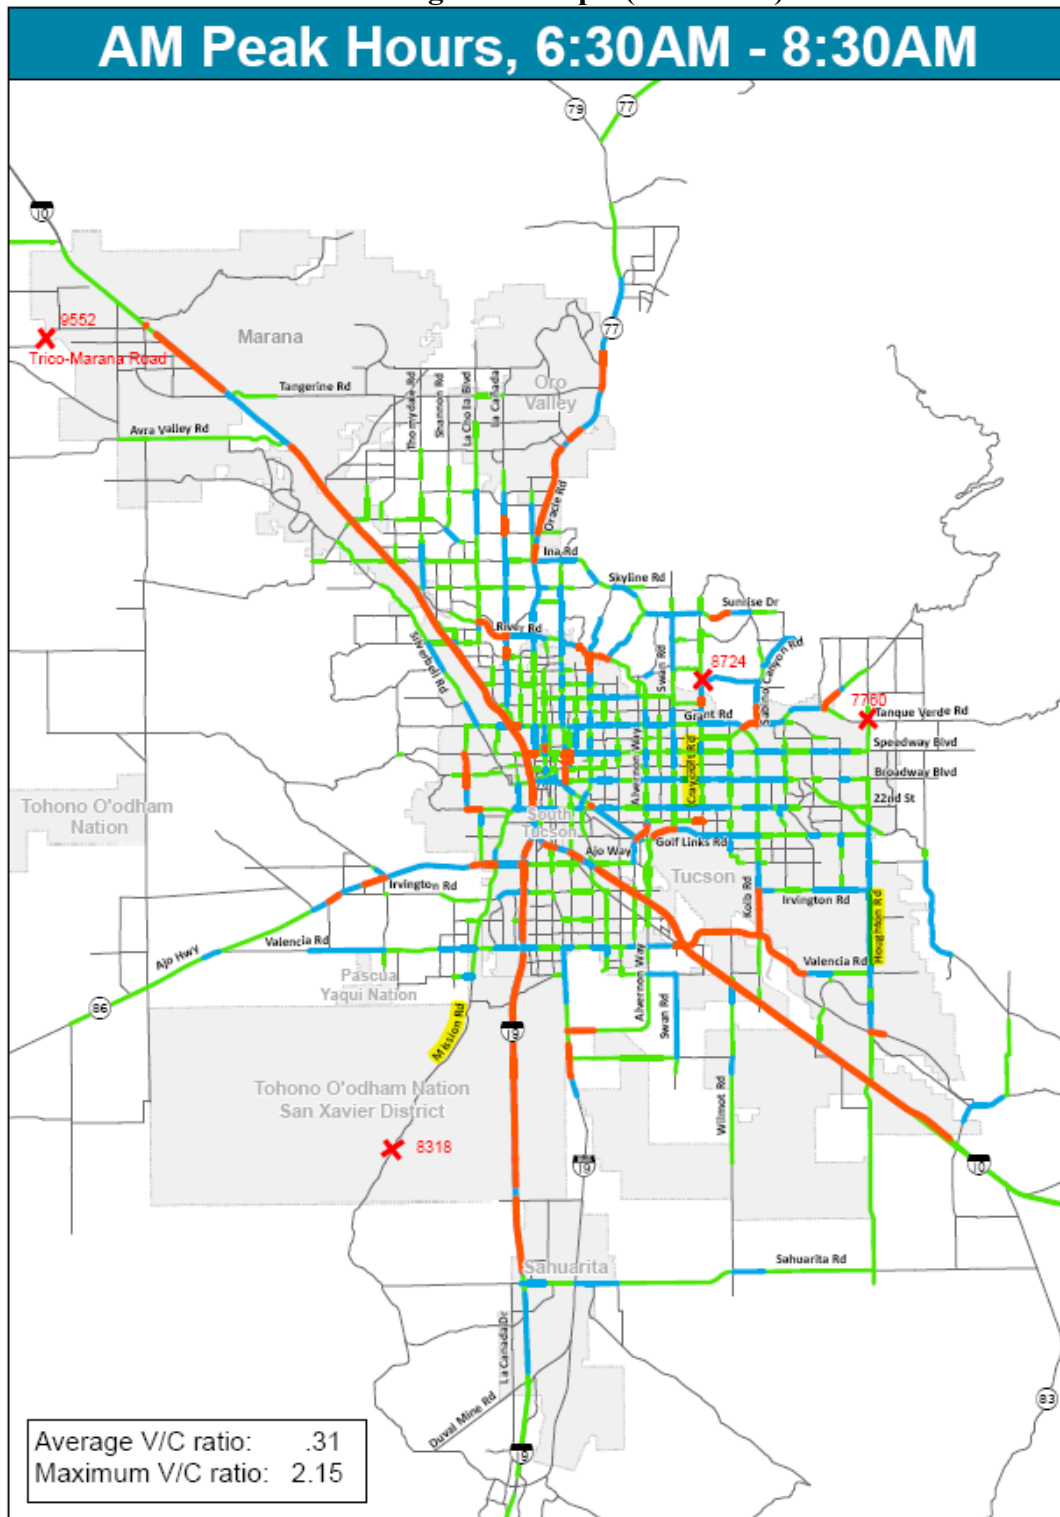 AM Peak Hours, 6:30AM - 8:30AM
79
77
10
77
9552
Trico-Marana Road
Marana
Oro
Valley
Tangerine Rd
Avra Valley Rd
Thornydale Rd
Shannon Rd
La Cholla Blvd
La Canada
Oracle Rd
Ina Rd
Skyline Rd
Sunrise Dr
River Rd
Silverbell Rd
Swan Rd
8724
Sabino Canyon Rd
7760
Tanque Verde Rd
Grant Rd
Speedway Blvd
Alvernon Way
Craycroft Rd
Broadway Blvd
22nd St
Tohono O'odham
Nation
South
Tucson
Ajo Way
Golf Links Rd
Tucson
Irvington Rd
Kolb Rd
Irvington Rd
Houghton Rd
Valencia Rd
Ajo Hwy
Valencia Rd
Pascua
Yaqui Nation
Alvernon Way
Swan Rd
86
Mission Rd
19
Tohono O'odham Nation
San Xavier District
Wilmot Rd
8318
19
10
Sahuarita
Sahuarita Rd
La Canada Dr
Duval Mine Rd
83
19
Average V/C ratio: .31
Maximum V/C ratio: 2.15